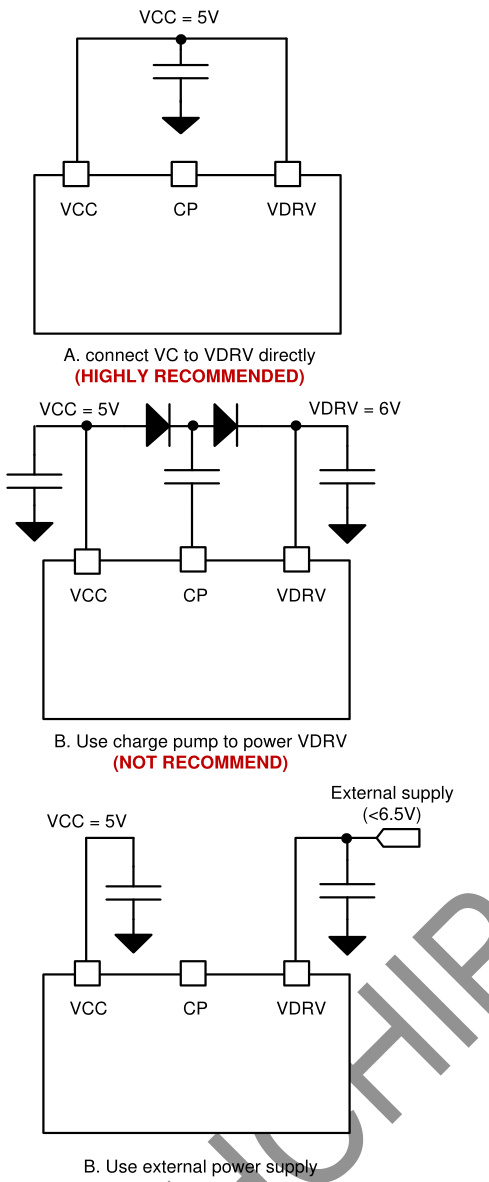 VCC = 5V
VCC CP VDRV
A. connect VC to VDRV directly
(HIGHLY RECOMMENDED)
VCC = 5V VDRV = 6V
VCC CP VDRV
B. Use charge pump to power VDRV
(NOT RECOMMEND)
External supply
(<6.5V)
VCC = 5V
VCC CP VDRV
B. Use external power supply